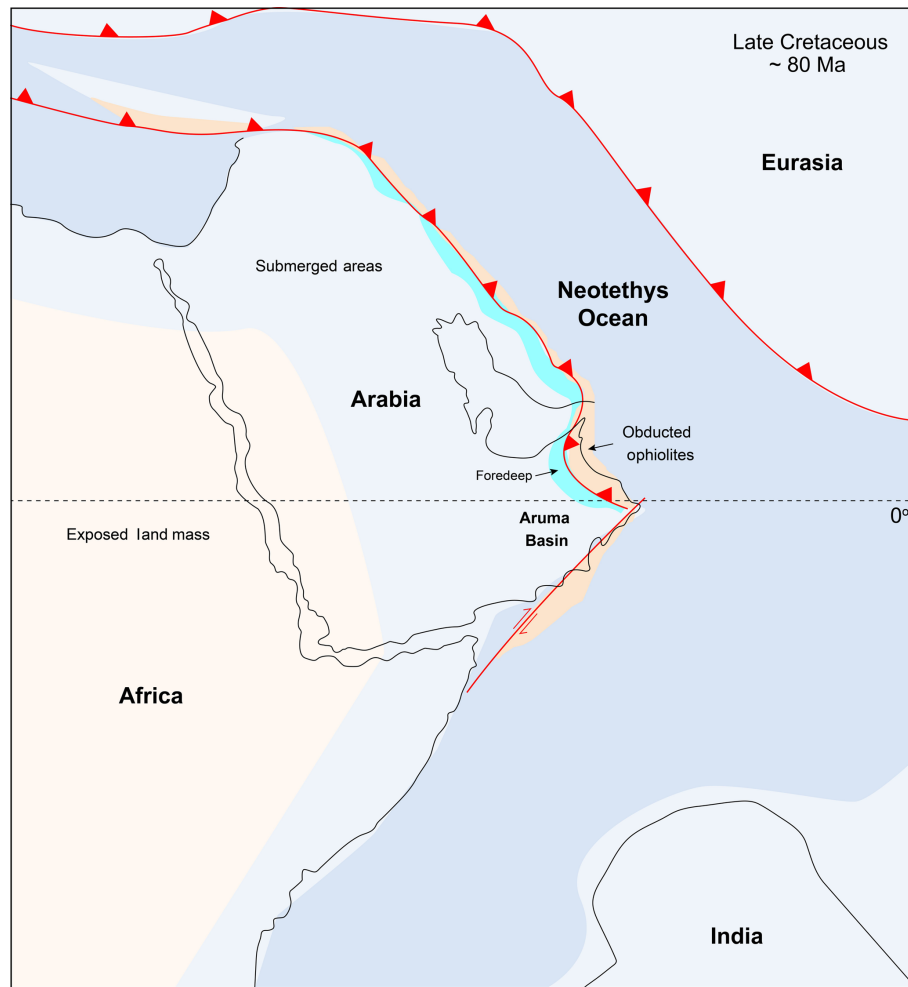 Late Cretaceous
~ 80 Ma
Eurasia
Submerged areas
Neotethys
Ocean
Arabia
Obducted
ophiolites
Foredeep
0º
Aruma
Basin
Exposed land mass
Africa
India